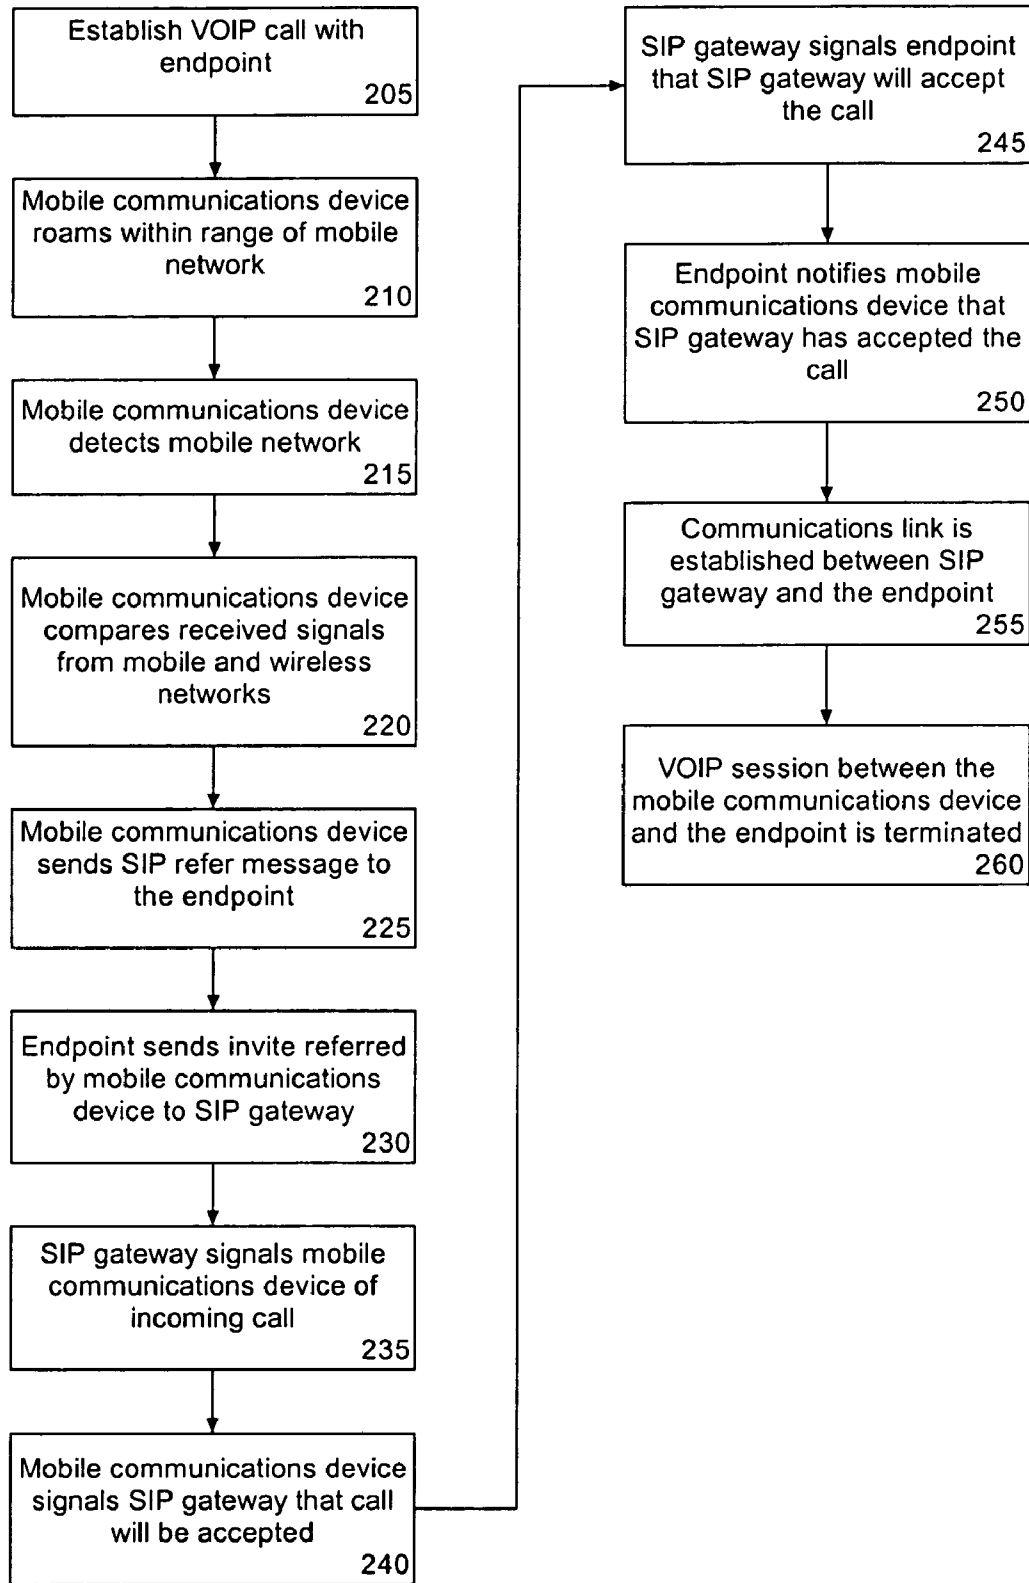 Establish VOIP call with
endpoint
205
Mobile communications device
roams within range of mobile
network
210
Mobile communications device
detects mobile network
215
Mobile communications device
compares received signals
from mobile and wireless
networks
220
Mobile communications device
sends SIP refer message to
the endpoint
225
Endpoint sends invite referred
by mobile communications
device to SIP gateway
230
SIP gateway signals mobile
communications device of
incoming call
235
Mobile communications device
signals SIP gateway that call
will be accepted
240
SIP gateway signals endpoint
that SIP gateway will accept
the call
245
Endpoint notifies mobile
communications device that
SIP gateway has accepted the
call
250
Communications link is
established between SIP
gateway and the endpoint
255
VOIP session between the
mobile communications device
and the endpoint is terminated
260